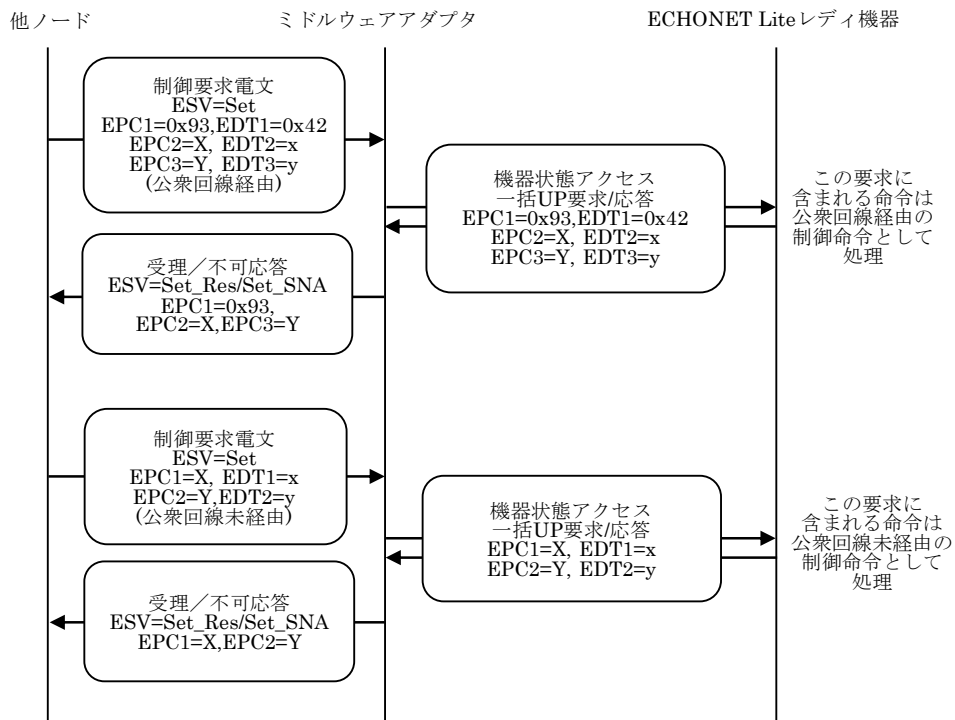 他ノード
ミドルウェアアダプタ
ECHONET Liteレディ機器
制御要求電文
ESV=Set
EPC1=0x93,EDT1=0x42
EPC2=X, EDT2=x
EPC3=Y, EDT3=y
(公衆回線経由)
機器状態アクセス
一括UP要求/応答
EPC1=0x93,EDT1=0x42
EPC2=X, EDT2=x
EPC3=Y, EDT3=y
この要求に
含まれる命令は
公衆回線経由の
制御命令として
処理
受理／不可応答
ESV=Set_Res/Set_SNA
EPC1=0x93,
EPC2=X,EPC3=Y
制御要求電文
ESV=Set
EPC1=X, EDT1=x
EPC2=Y,EDT2=y
(公衆回線未経由)
機器状態アクセス
一括UP要求/応答
EPC1=X, EDT1=x
EPC2=Y, EDT2=y
この要求に
含まれる命令は
公衆回線未経由の
制御命令として
処理
受理／不可応答
ESV=Set_Res/Set_SNA
EPC1=X,EPC2=Y